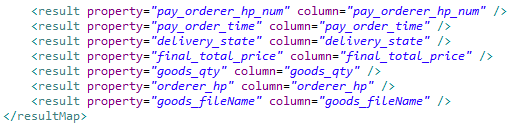 <result property="pay_orderer_hp_num" column="pay_orderer_hp_num" />
<result property="pay_order_time" column="pay_order_time" />
<result property="delivery_state" column="delivery_state" />
<result property="final_total_price" column="final_total_price" />
<result property="goods_qty" column="goods_qty" />
<result property="orderer_hp" column="orderer_hp" />
<result property="goods_fileName" column="goods_fileName" />
</resultMap>